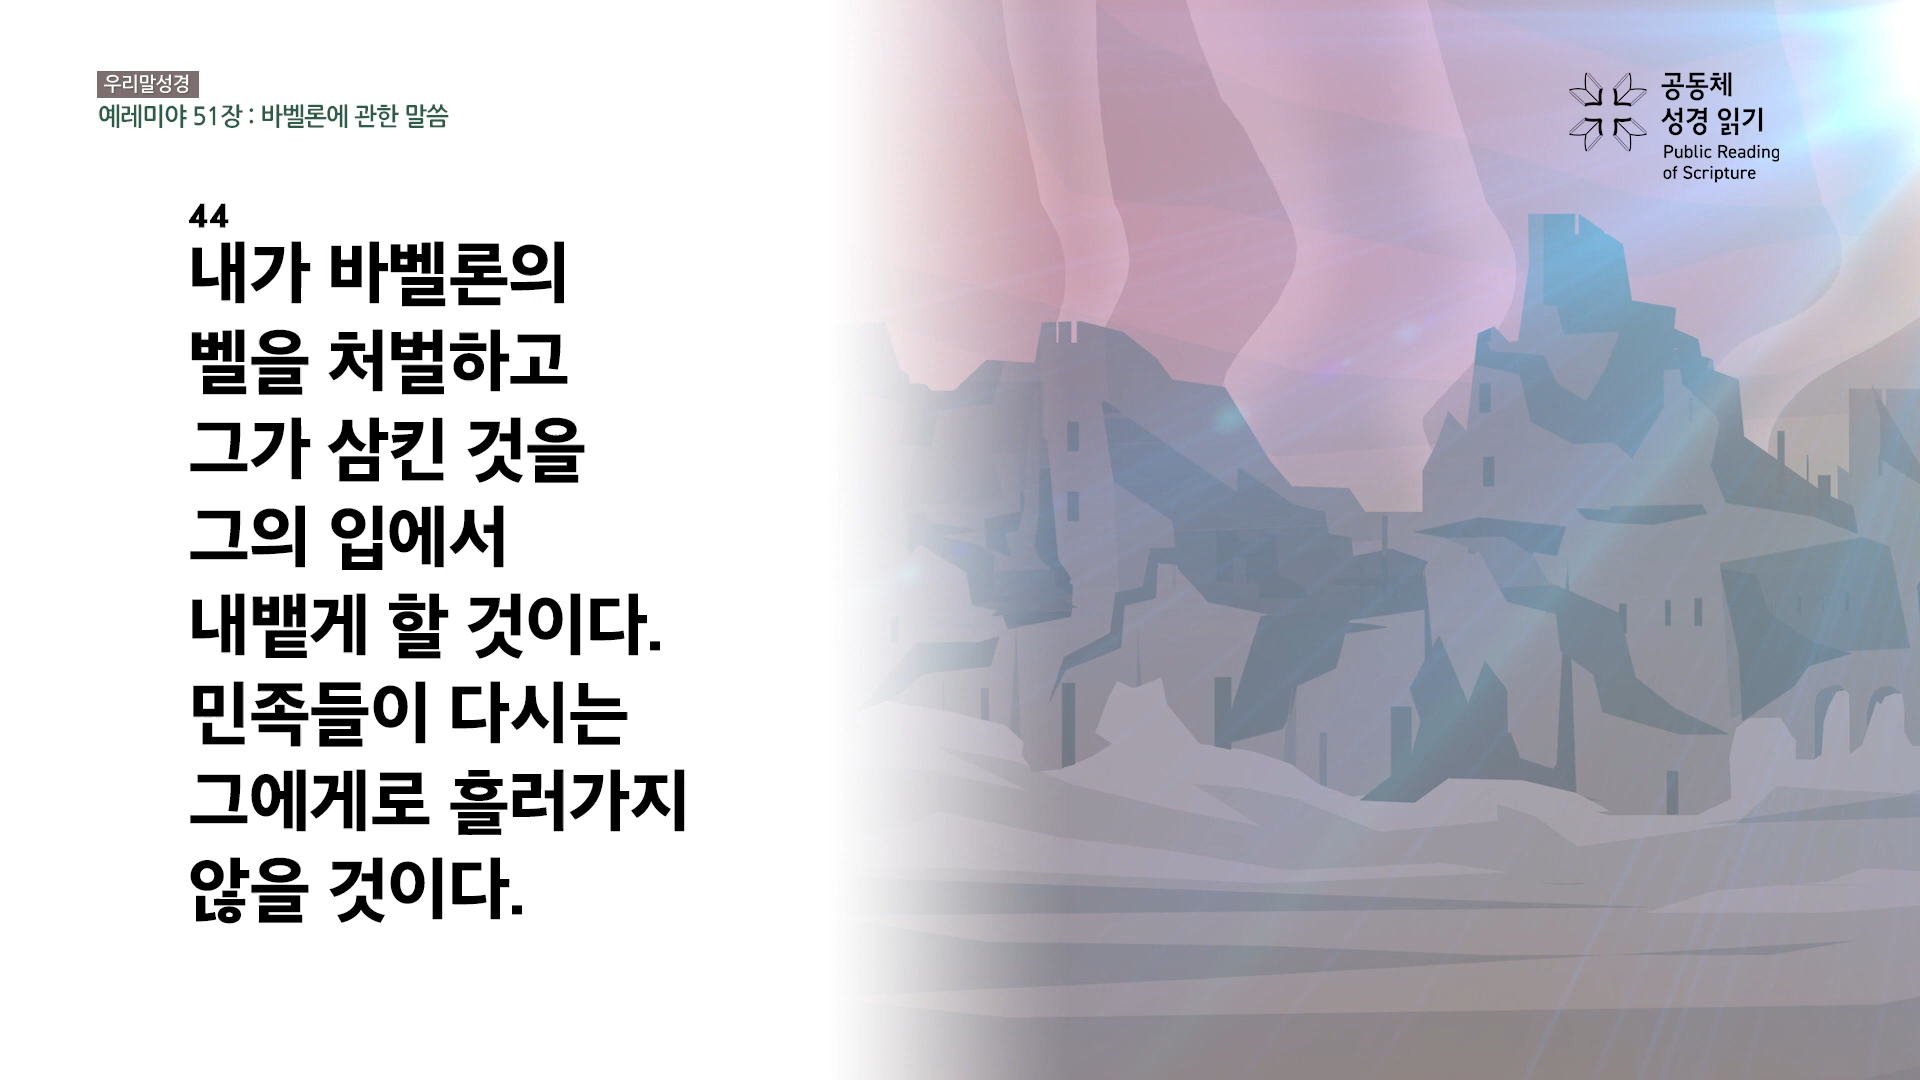 우리말성경
예레미야 51장 : 바벨론에 관한 말씀
공동체
성경 읽기
Public Reading
of Scripture
44
내가 바벨론의
벨을 처벌하고
그가 삼킨 것을
그의 입에서
내뱉게 할 것이다.
민족들이 다시는
그에게로 흘러가지
않을 것이다.